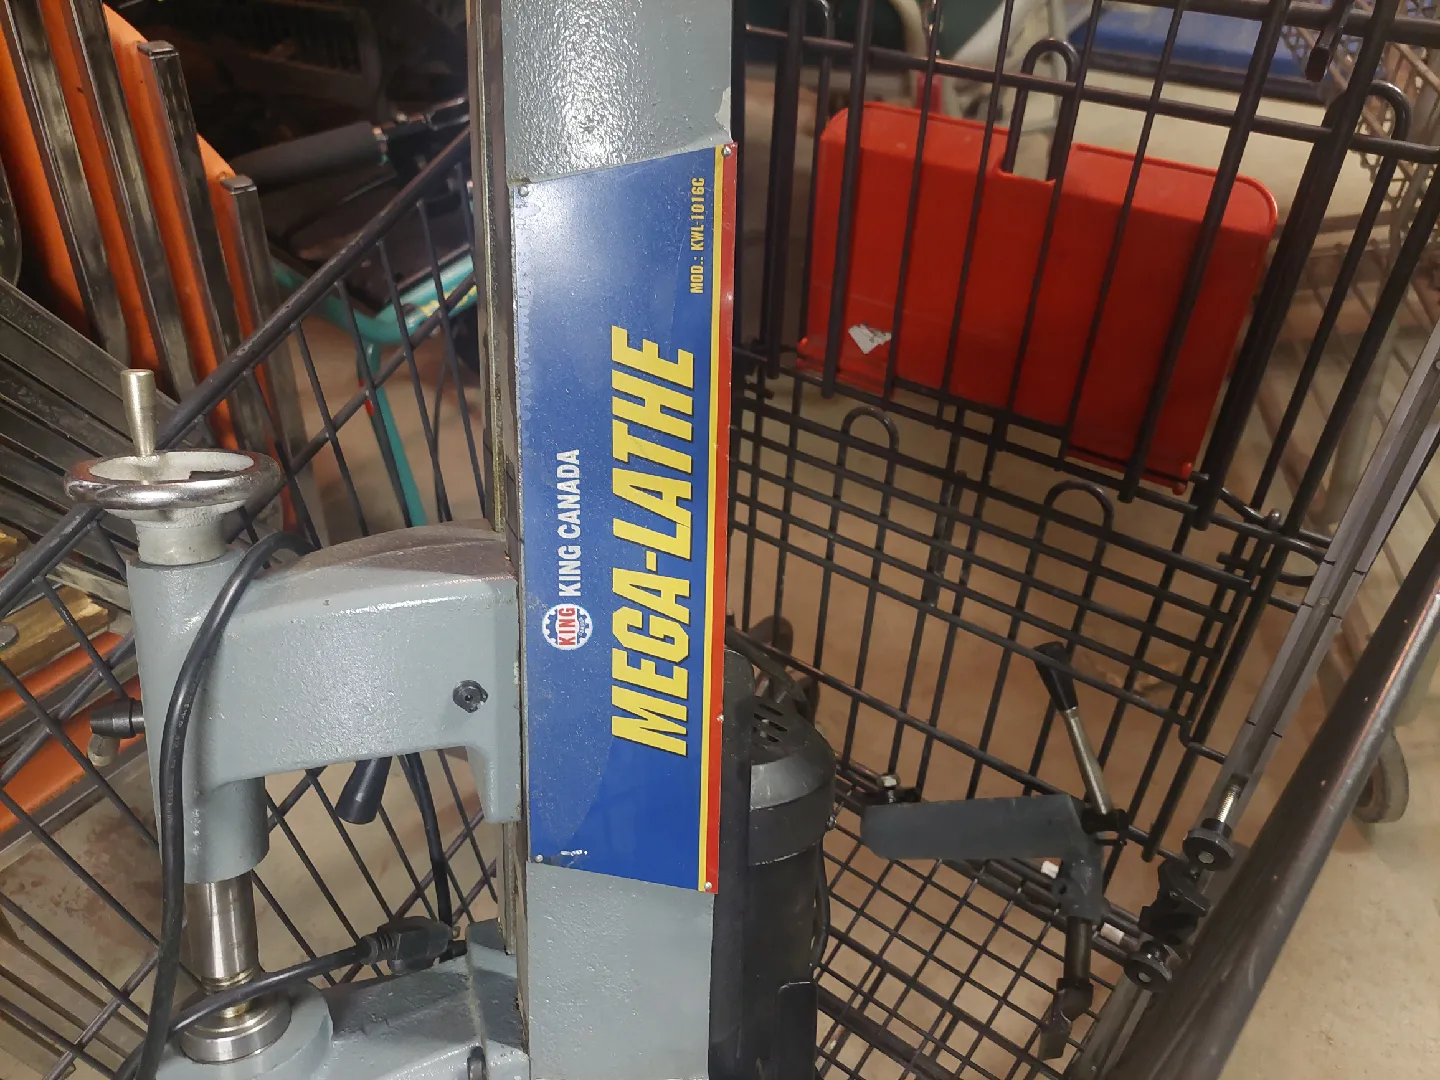 KING
KING CANADA
MEGA-LATHE
MOD.: KWL-1016C